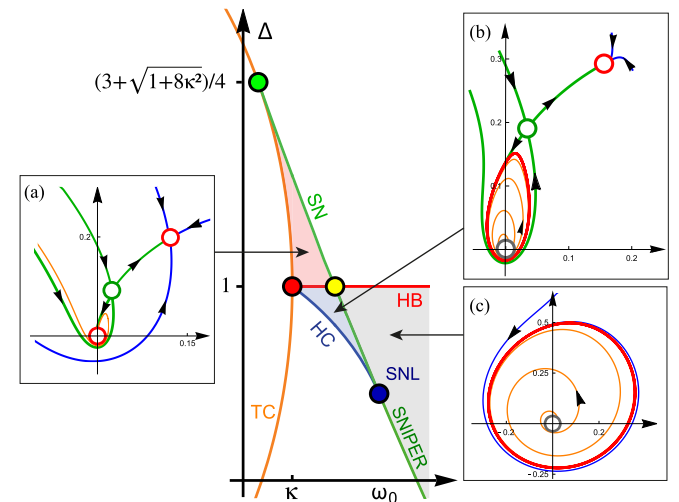 Δ
(3+√1+8κ²)/4
SN
1
HB
HC
SNL
TC
SNIPER
κ
ω₀
(a)
0.2
0.15
(b)
0.3
0.2
0.1
0.1
0.2
(c)
0.5
0.25
-0.2
0.2
-0.25